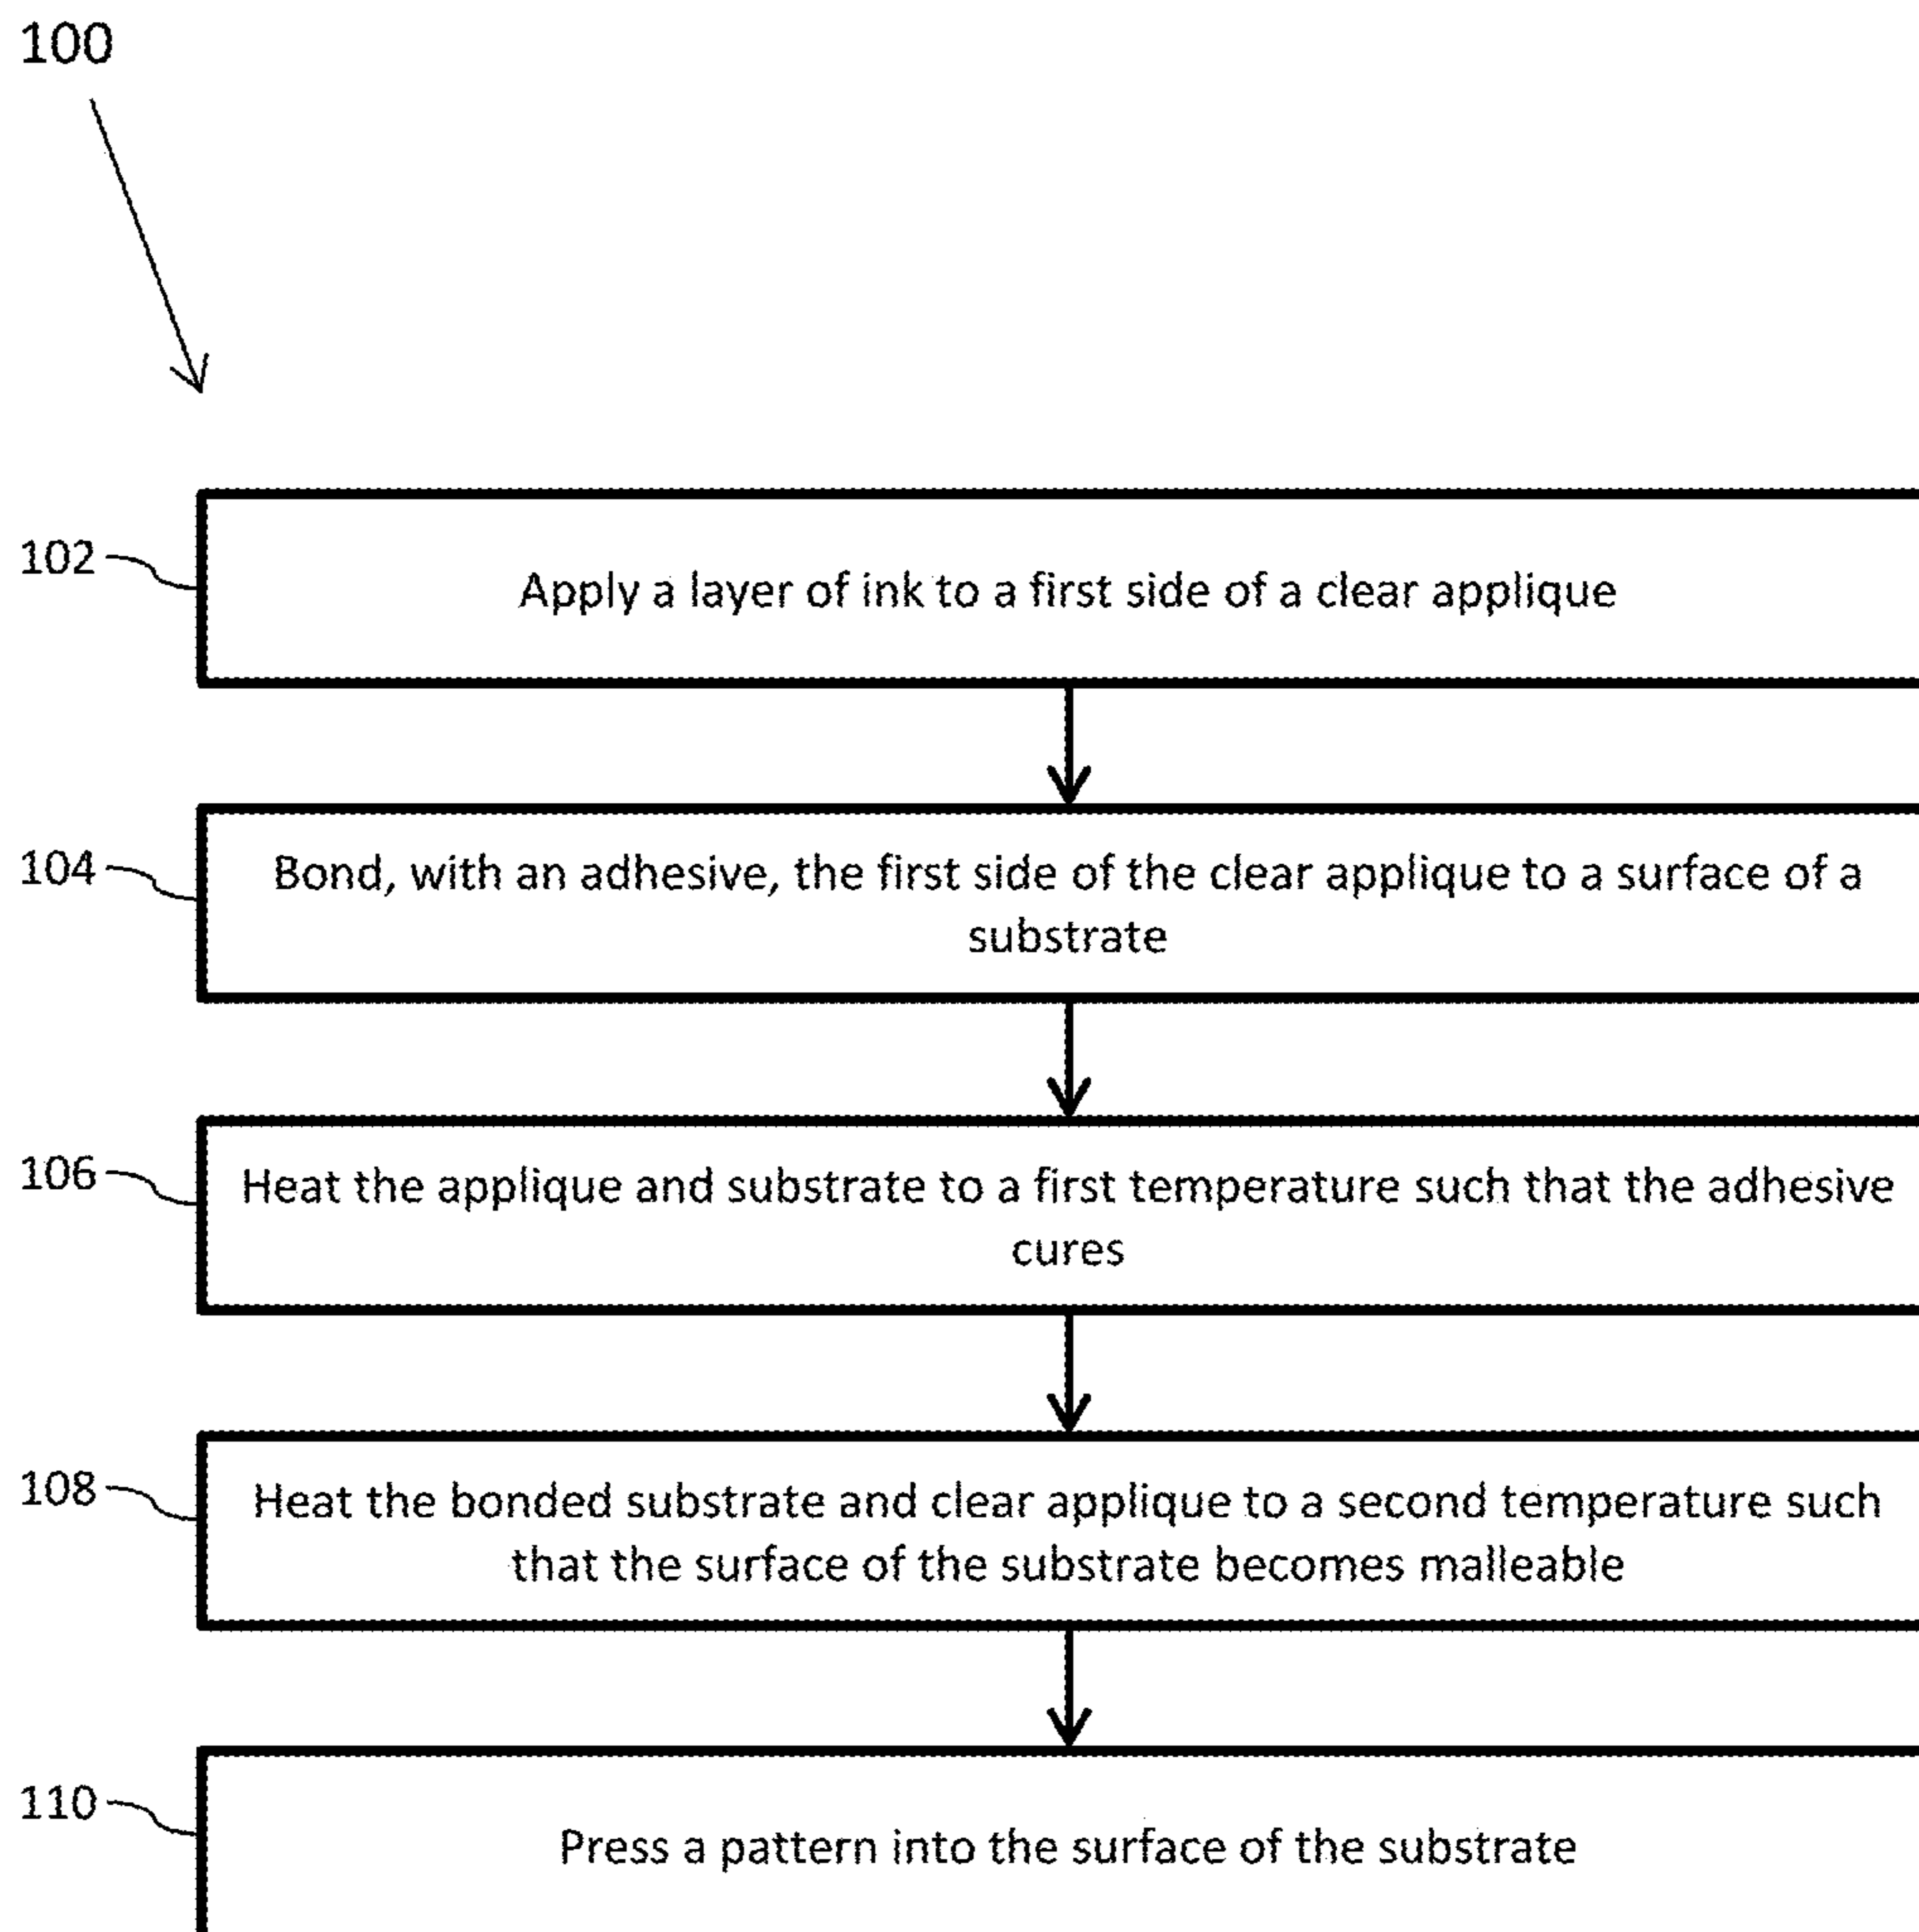 100
102
Apply a layer of ink to a first side of a clear applique
104
Bond, with an adhesive, the first side of the clear applique to a surface of a
substrate
106
Heat the applique and substrate to a first temperature such that the adhesive
cures
108
Heat the bonded substrate and clear applique to a second temperature such
that the surface of the substrate becomes malleable
110
Press a pattern into the surface of the substrate